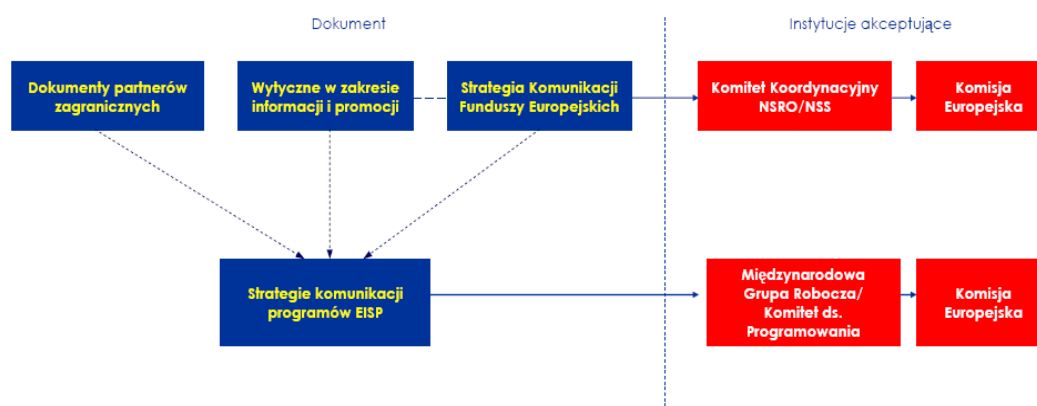 Dokument
Instytucje akceptujące
Dokumenty partnerów
zagranicznych
Wytyczne w zakresie
informacji i promocji
Strategia Komunikacji
Funduszy Europejskich
Komitet Koordynacyjny
NSRO/NSS
Komisja
Europejska
Strategie komunikacji
programów EISP
Międzynarodowa
Grupa Robocza/
Komitet ds.
Programowania
Komisja
Europejska